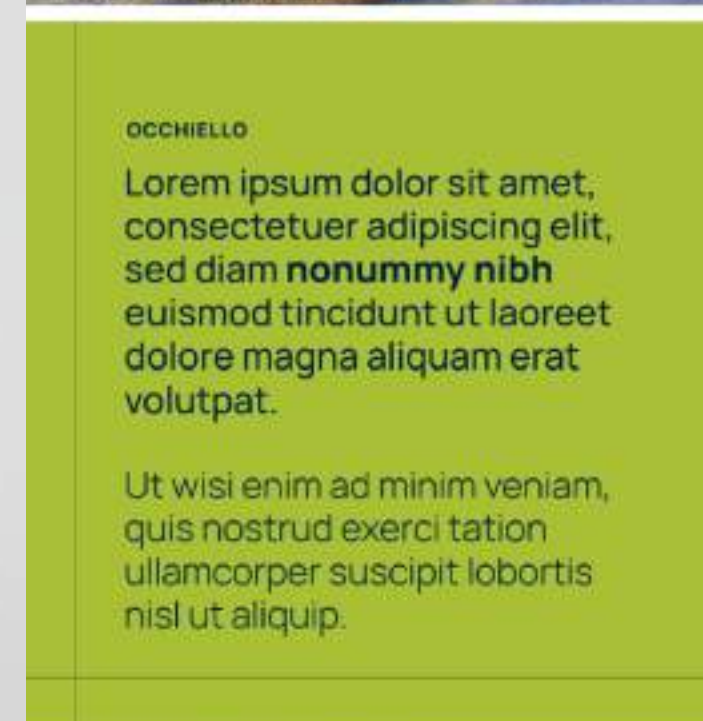 OCCHIELLO
Lorem ipsum dolor sit amet,
consectetuer adipiscing elit,
sed diam nonummy nibh
euismod tincidunt ut laoreet
dolore magna aliquam erat
volutpat.
Ut wisi enim ad minim veniam,
quis nostrud exerci tation
ullamcorper suscipit lobortis
nisl ut aliquip.